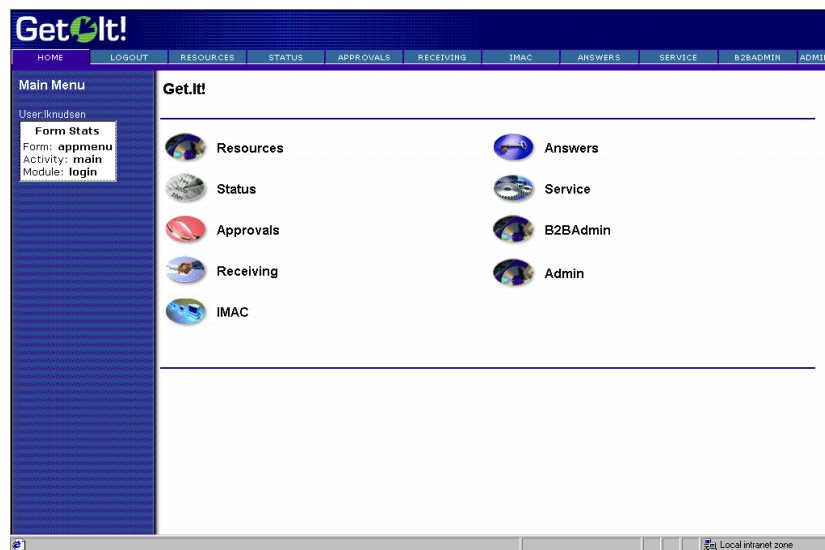 Get It!
HOME LOGOUT RESOURCES STATUS APPROVALS RECEIVING IMAC ANSWERS SERVICE B2BADMIN ADMI
Main Menu
Get.It!
User:lknudsen
Form Stats
Form: appmenu
Activity: main
Module: login
Resources
Answers
Status
Service
Approvals
B2BAdmin
Receiving
Admin
IMAC
Local intranet zone